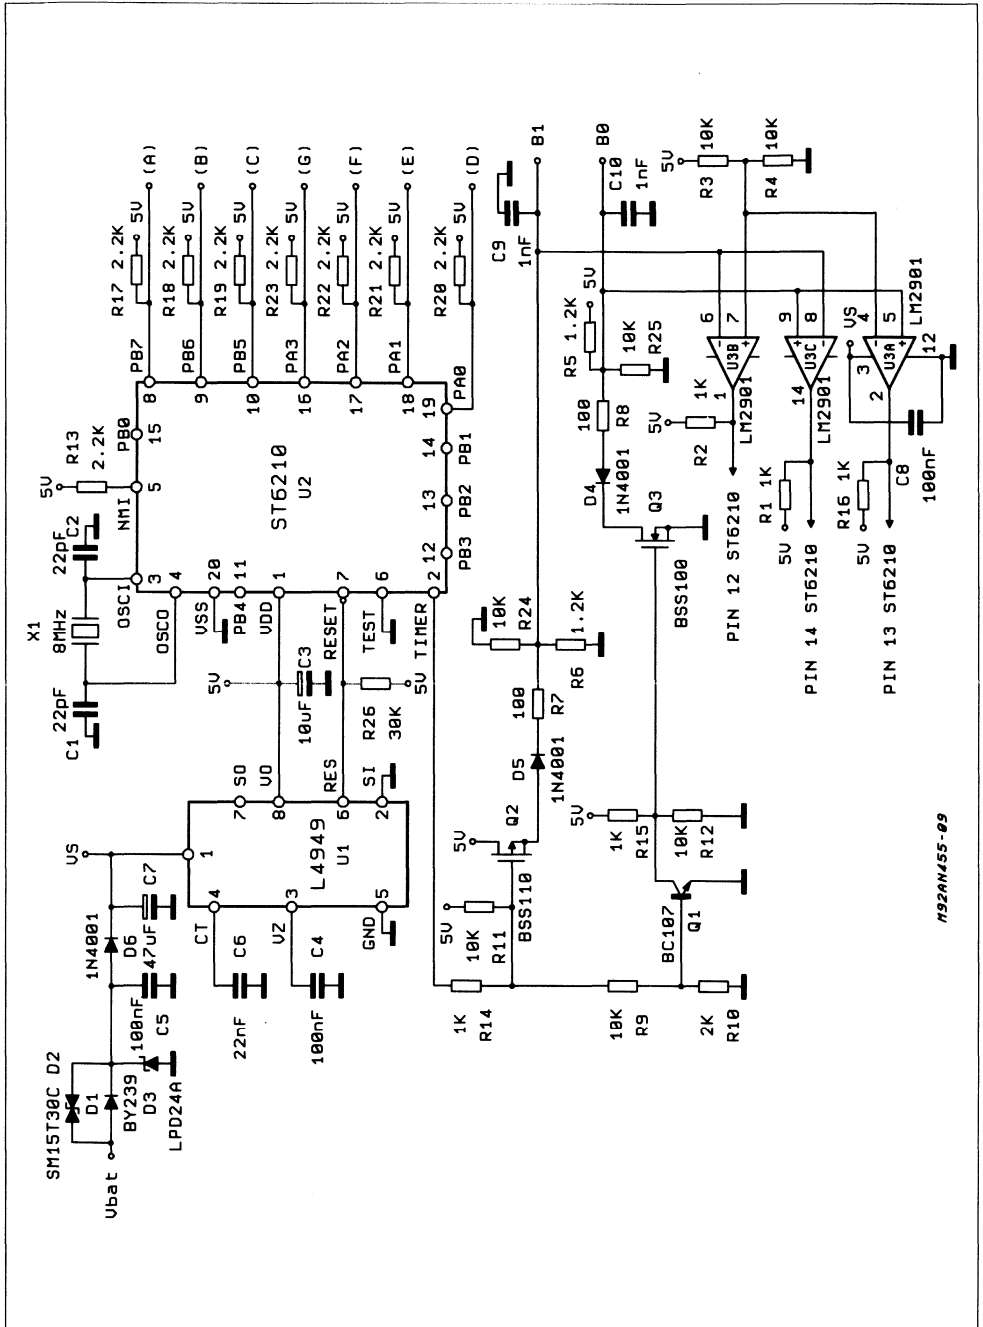 Vbat
SM15T30C D2
D1
BY239
D3
LPD24A
100nF
C5
1N4001
D6
47uF
C7
VS
1
CT
4
C6
22nF
VZ
3
C4
100nF
GND
5
L4949
U1
7
SO
8
VO
6
RES
2
SI
C1
22pF
X1
8MHz
22pF
C2
5V
R13
2.2K
OSCI
3
OSCO
4
VSS
20
PB4
11
VDD
1
RESET
7
TEST
6
TIMER
2
NMI
5
PB0
15
ST6210
U2
5V
10uF
C3
R26
30K
5V
PB7
8
PB6
9
PB5
10
PA3
16
PA2
17
PA1
18
PA0
19
14
PB1
13
PB2
12
PB3
R17 2.2K
5V
(A)
R18 2.2K
5V
(B)
R19 2.2K
5V
(C)
R23 2.2K
5V
(G)
R22 2.2K
5V
(F)
R21 2.2K
5V
(E)
R20 2.2K
5V
(D)
1K
R14
5V
10K
R11
BSS110
Q2
5V
D5
1N4001
100
R7
10K
R24
1.2K
R6
C9
1nF
B1
B0
C10
1nF
10K
R9
2K
R10
BC107
Q1
5V
1K
R15
10K
R12
BSS100
Q3
D4
1N4001
100
R8
R5
1.2K
5V
10K
R25
5V
R3
10K
R4
10K
5V
R2
1K
6
7
1
U3B
LM2901
PIN 12 ST6210
9
8
14
U3C
LM2901
5V
R1 1K
PIN 14 ST6210
VS
4
5
3
2
12
U3A
LM2901
5V
R16 1K
C8
100nF
PIN 13 ST6210
M92AN455-09